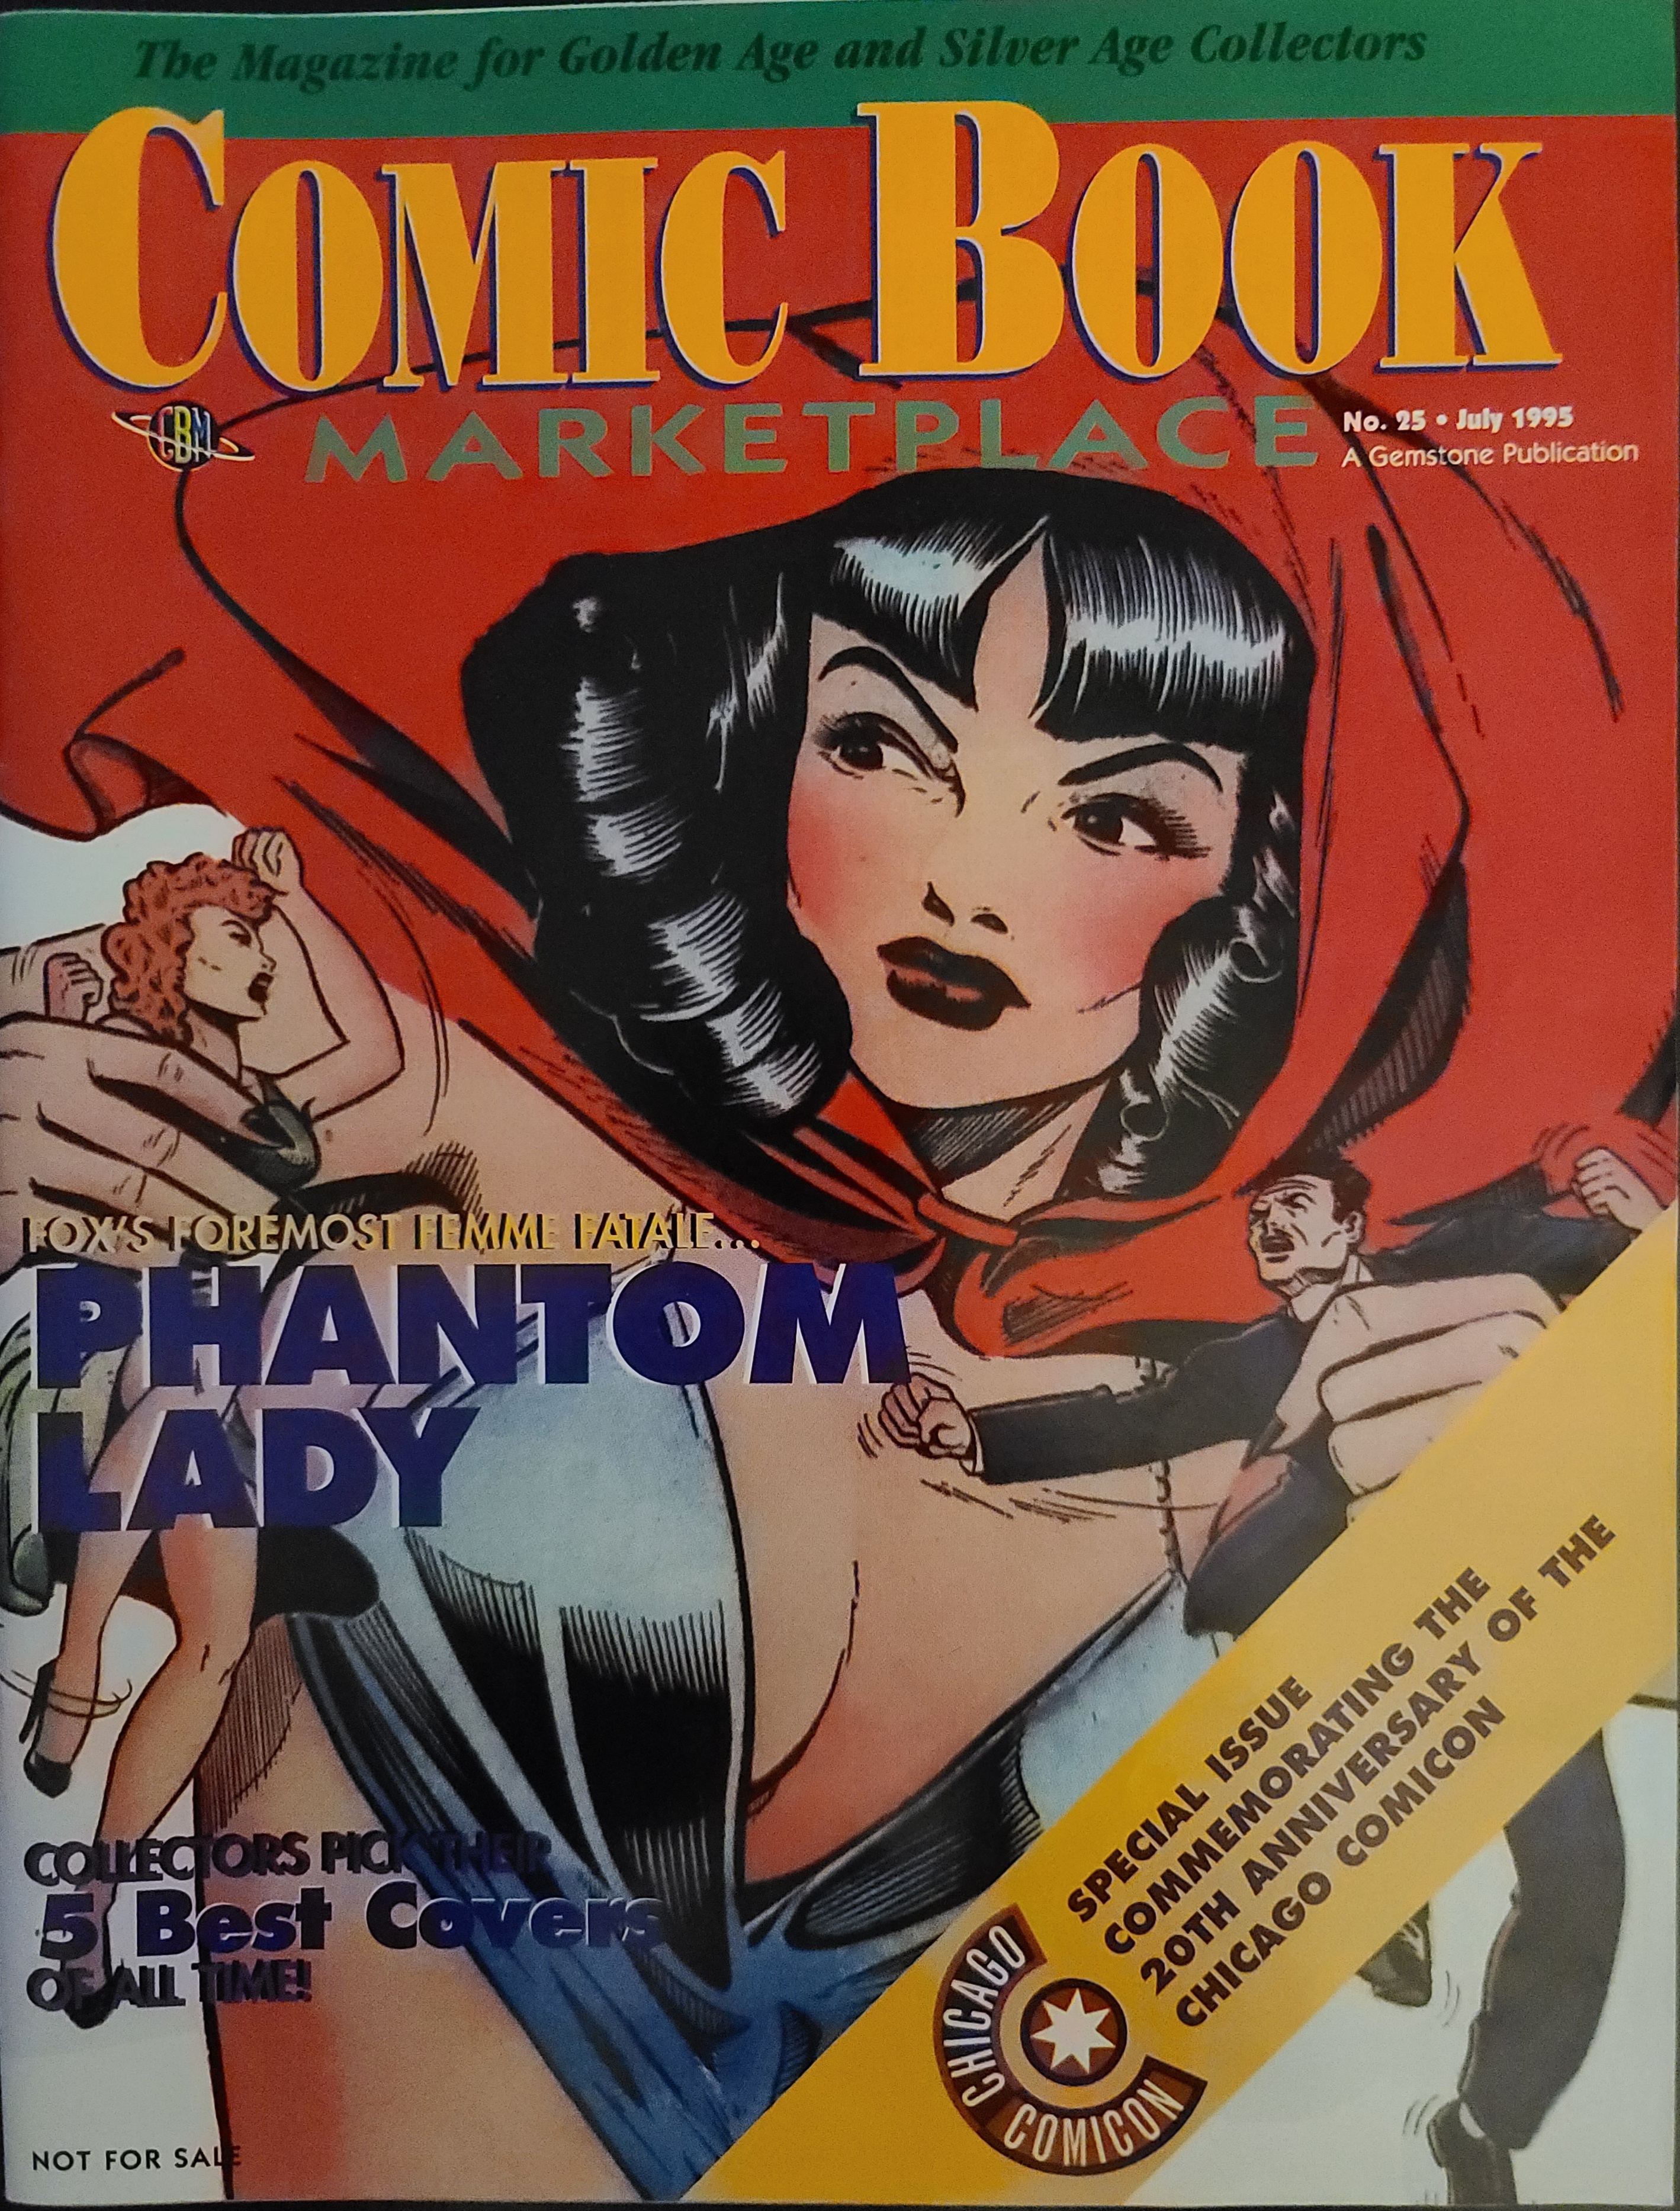 The Magazine for Golden Age and Silver Age Collectors
COMIC BOOK
CBM
MARKETPLACE
No. 25 • July 1995
A Gemstone Publication
FOX'S FOREMOST FEMME FATALE...
PHANTOM
LADY
COLLECTORS PICK THEIR
5 Best Covers
OF ALL TIME!
SPECIAL ISSUE
COMMEMORATING THE
20TH ANNIVERSARY OF THE
CHICAGO COMICON
CHICAGO
COMICON
NOT FOR SALE